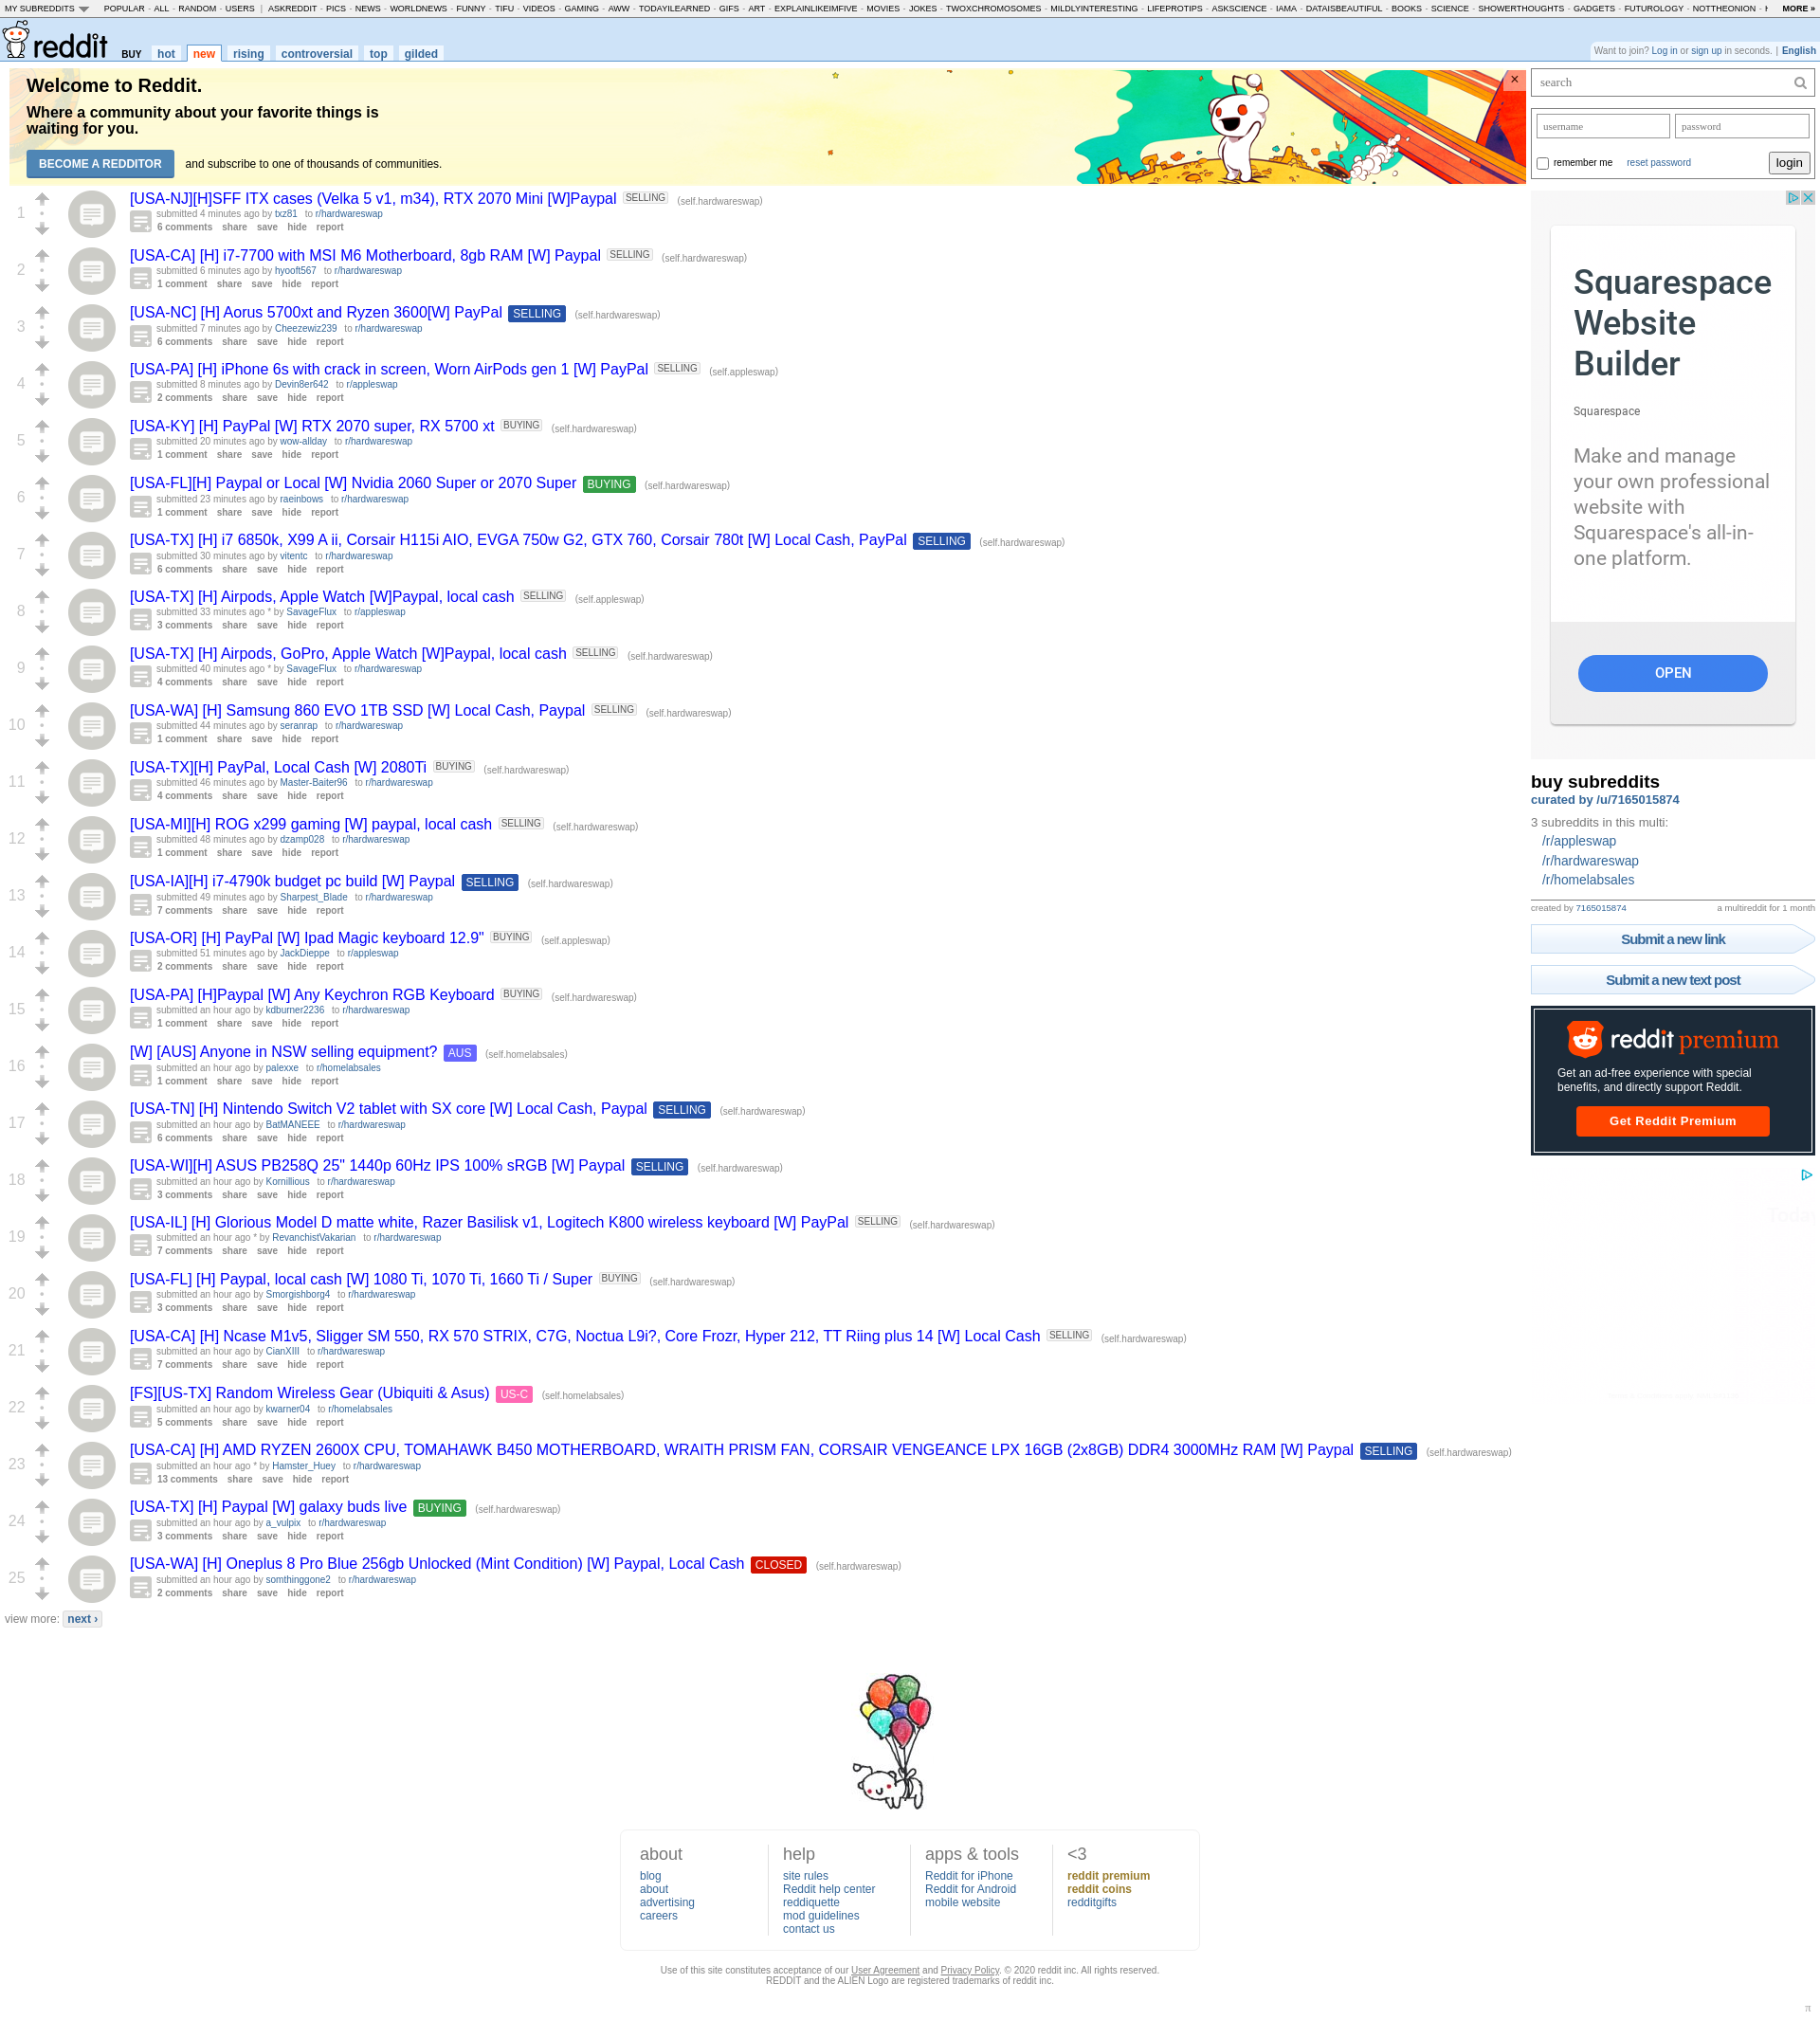 MY SUBREDDITS POPULAR - ALL - RANDOM - USERS | ASKREDDIT - PICS - NEWS - WORLDNEWS - FUNNY - TIFU - VIDEOS - GAMING - AWW - TODAYILEARNED - GIFS - ART - EXPLAINLIKEIMFIVE - MOVIES - JOKES - TWOXCHROMOSOMES - MILDLYINTERESTING - LIFEPROTIPS - ASKSCIENCE - IAMA - DATAISBEAUTIFUL - BOOKS - SCIENCE - SHOWERTHOUGHTS - GADGETS - FUTUROLOGY - NOTTHEONION - MORE »
reddit BUY hot new rising controversial top gilded
Want to join? Log in or sign up in seconds. | English
Welcome to Reddit.
Where a community about your favorite things is
waiting for you.
BECOME A REDDITOR and subscribe to one of thousands of communities.
×
1
[USA-NJ][H]SFF ITX cases (Velka 5 v1, m34), RTX 2070 Mini [W]Paypal SELLING (self.hardwareswap)
submitted 4 minutes ago by txz81 to r/hardwareswap
6 comments share save hide report
2
[USA-CA] [H] i7-7700 with MSI M6 Motherboard, 8gb RAM [W] Paypal SELLING (self.hardwareswap)
submitted 6 minutes ago by hyooft567 to r/hardwareswap
1 comment share save hide report
3
[USA-NC] [H] Aorus 5700xt and Ryzen 3600[W] PayPal SELLING (self.hardwareswap)
submitted 7 minutes ago by Cheezewiz239 to r/hardwareswap
6 comments share save hide report
4
[USA-PA] [H] iPhone 6s with crack in screen, Worn AirPods gen 1 [W] PayPal SELLING (self.appleswap)
submitted 8 minutes ago by Devin8er642 to r/appleswap
2 comments share save hide report
5
[USA-KY] [H] PayPal [W] RTX 2070 super, RX 5700 xt BUYING (self.hardwareswap)
submitted 20 minutes ago by wow-allday to r/hardwareswap
1 comment share save hide report
6
[USA-FL][H] Paypal or Local [W] Nvidia 2060 Super or 2070 Super BUYING (self.hardwareswap)
submitted 23 minutes ago by raeinbows to r/hardwareswap
1 comment share save hide report
7
[USA-TX] [H] i7 6850k, X99 A ii, Corsair H115i AIO, EVGA 750w G2, GTX 760, Corsair 780t [W] Local Cash, PayPal SELLING (self.hardwareswap)
submitted 30 minutes ago by vitentc to r/hardwareswap
6 comments share save hide report
8
[USA-TX] [H] Airpods, Apple Watch [W]Paypal, local cash SELLING (self.appleswap)
submitted 33 minutes ago * by SavageFlux to r/appleswap
3 comments share save hide report
9
[USA-TX] [H] Airpods, GoPro, Apple Watch [W]Paypal, local cash SELLING (self.hardwareswap)
submitted 40 minutes ago * by SavageFlux to r/hardwareswap
4 comments share save hide report
10
[USA-WA] [H] Samsung 860 EVO 1TB SSD [W] Local Cash, Paypal SELLING (self.hardwareswap)
submitted 44 minutes ago by seranrap to r/hardwareswap
1 comment share save hide report
11
[USA-TX][H] PayPal, Local Cash [W] 2080Ti BUYING (self.hardwareswap)
submitted 46 minutes ago by Master-Baiter96 to r/hardwareswap
4 comments share save hide report
12
[USA-MI][H] ROG x299 gaming [W] paypal, local cash SELLING (self.hardwareswap)
submitted 48 minutes ago by dzamp028 to r/hardwareswap
1 comment share save hide report
13
[USA-IA][H] i7-4790k budget pc build [W] Paypal SELLING (self.hardwareswap)
submitted 49 minutes ago by Sharpest_Blade to r/hardwareswap
7 comments share save hide report
14
[USA-OR] [H] PayPal [W] Ipad Magic keyboard 12.9" BUYING (self.appleswap)
submitted 51 minutes ago by JackDieppe to r/appleswap
2 comments share save hide report
15
[USA-PA] [H]Paypal [W] Any Keychron RGB Keyboard BUYING (self.hardwareswap)
submitted an hour ago by kdburner2236 to r/hardwareswap
1 comment share save hide report
16
[W] [AUS] Anyone in NSW selling equipment? AUS (self.homelabsales)
submitted an hour ago by palexxe to r/homelabsales
1 comment share save hide report
17
[USA-TN] [H] Nintendo Switch V2 tablet with SX core [W] Local Cash, Paypal SELLING (self.hardwareswap)
submitted an hour ago by BatMANEEE to r/hardwareswap
6 comments share save hide report
18
[USA-WI][H] ASUS PB258Q 25" 1440p 60Hz IPS 100% sRGB [W] Paypal SELLING (self.hardwareswap)
submitted an hour ago by Kornillious to r/hardwareswap
3 comments share save hide report
19
[USA-IL] [H] Glorious Model D matte white, Razer Basilisk v1, Logitech K800 wireless keyboard [W] PayPal SELLING (self.hardwareswap)
submitted an hour ago * by RevanchistVakarian to r/hardwareswap
7 comments share save hide report
20
[USA-FL] [H] Paypal, local cash [W] 1080 Ti, 1070 Ti, 1660 Ti / Super BUYING (self.hardwareswap)
submitted an hour ago by Smorgishborg4 to r/hardwareswap
3 comments share save hide report
21
[USA-CA] [H] Ncase M1v5, Sligger SM 550, RX 570 STRIX, C7G, Noctua L9i?, Core Frozr, Hyper 212, TT Riing plus 14 [W] Local Cash SELLING (self.hardwareswap)
submitted an hour ago by CianXIII to r/hardwareswap
7 comments share save hide report
22
[FS][US-TX] Random Wireless Gear (Ubiquiti & Asus) US-C (self.homelabsales)
submitted an hour ago by kwarner04 to r/homelabsales
5 comments share save hide report
23
[USA-CA] [H] AMD RYZEN 2600X CPU, TOMAHAWK B450 MOTHERBOARD, WRAITH PRISM FAN, CORSAIR VENGEANCE LPX 16GB (2x8GB) DDR4 3000MHz RAM [W] Paypal SELLING (self.hardwareswap)
submitted an hour ago * by Hamster_Huey to r/hardwareswap
13 comments share save hide report
24
[USA-TX] [H] Paypal [W] galaxy buds live BUYING (self.hardwareswap)
submitted an hour ago by a_vulpix to r/hardwareswap
3 comments share save hide report
25
[USA-WA] [H] Oneplus 8 Pro Blue 256gb Unlocked (Mint Condition) [W] Paypal, Local Cash CLOSED (self.hardwareswap)
submitted an hour ago by somthinggone2 to r/hardwareswap
2 comments share save hide report
view more: next ›
search
username password
remember me reset password login
Squarespace
Website
Builder
Squarespace
Make and manage
your own professional
website with
Squarespace's all-in-
one platform.
OPEN
buy subreddits
curated by /u/7165015874
3 subreddits in this multi:
/r/appleswap
/r/hardwareswap
/r/homelabsales
created by 7165015874 a multireddit for 1 month
Submit a new link
Submit a new text post
reddit premium
Get an ad-free experience with special
benefits, and directly support Reddit.
Get Reddit Premium
about
blog
about
advertising
careers
help
site rules
Reddit help center
reddiquette
mod guidelines
contact us
apps & tools
Reddit for iPhone
Reddit for Android
mobile website
<3
reddit premium
reddit coins
redditgifts
Use of this site constitutes acceptance of our User Agreement and Privacy Policy. © 2020 reddit inc. All rights reserved.
REDDIT and the ALIEN Logo are registered trademarks of reddit inc.
π